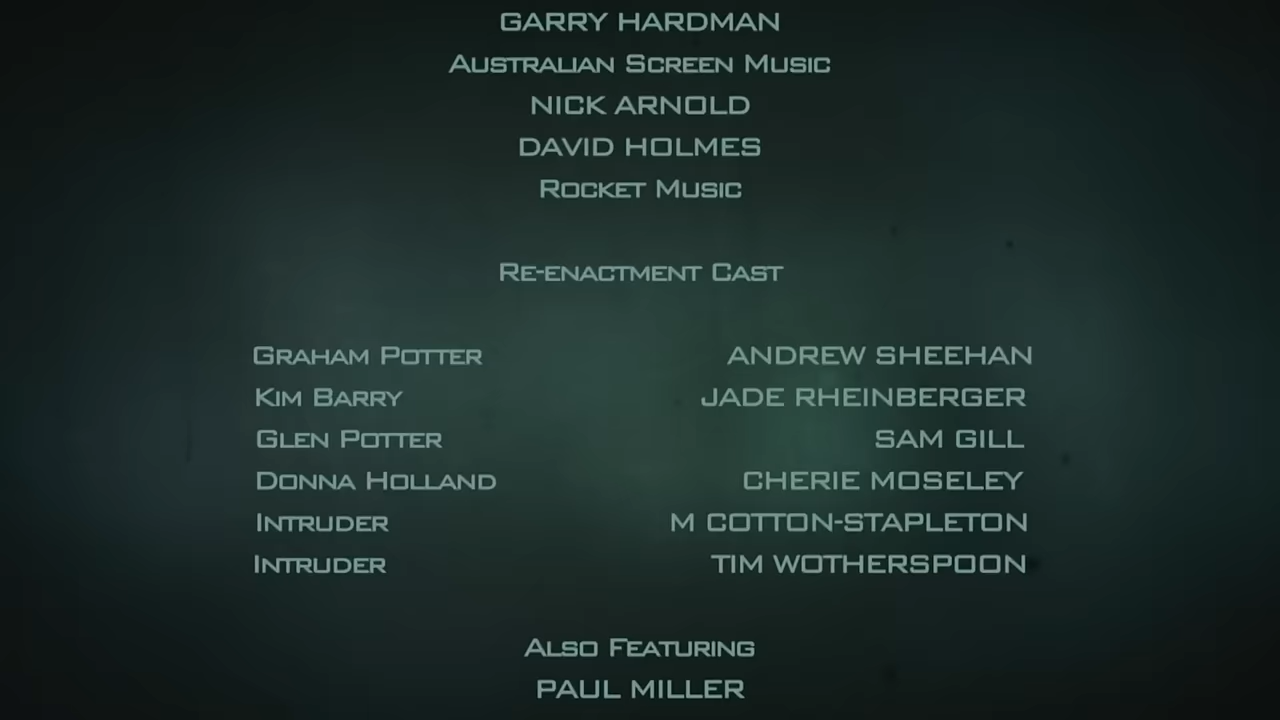 GARRY HARDMAN
AUSTRALIAN SCREEN MUSIC
NICK ARNOLD
DAVID HOLMES
ROCKET MUSIC
RE-ENACTMENT CAST
GRAHAM POTTER ANDREW SHEEHAN
KIM BARRY JADE RHEINBERGER
GLEN POTTER SAM GILL
DONNA HOLLAND CHERIE MOSELEY
INTRUDER M COTTON-STAPLETON
INTRUDER TIM WOTHERSPOON
ALSO FEATURING
PAUL MILLER